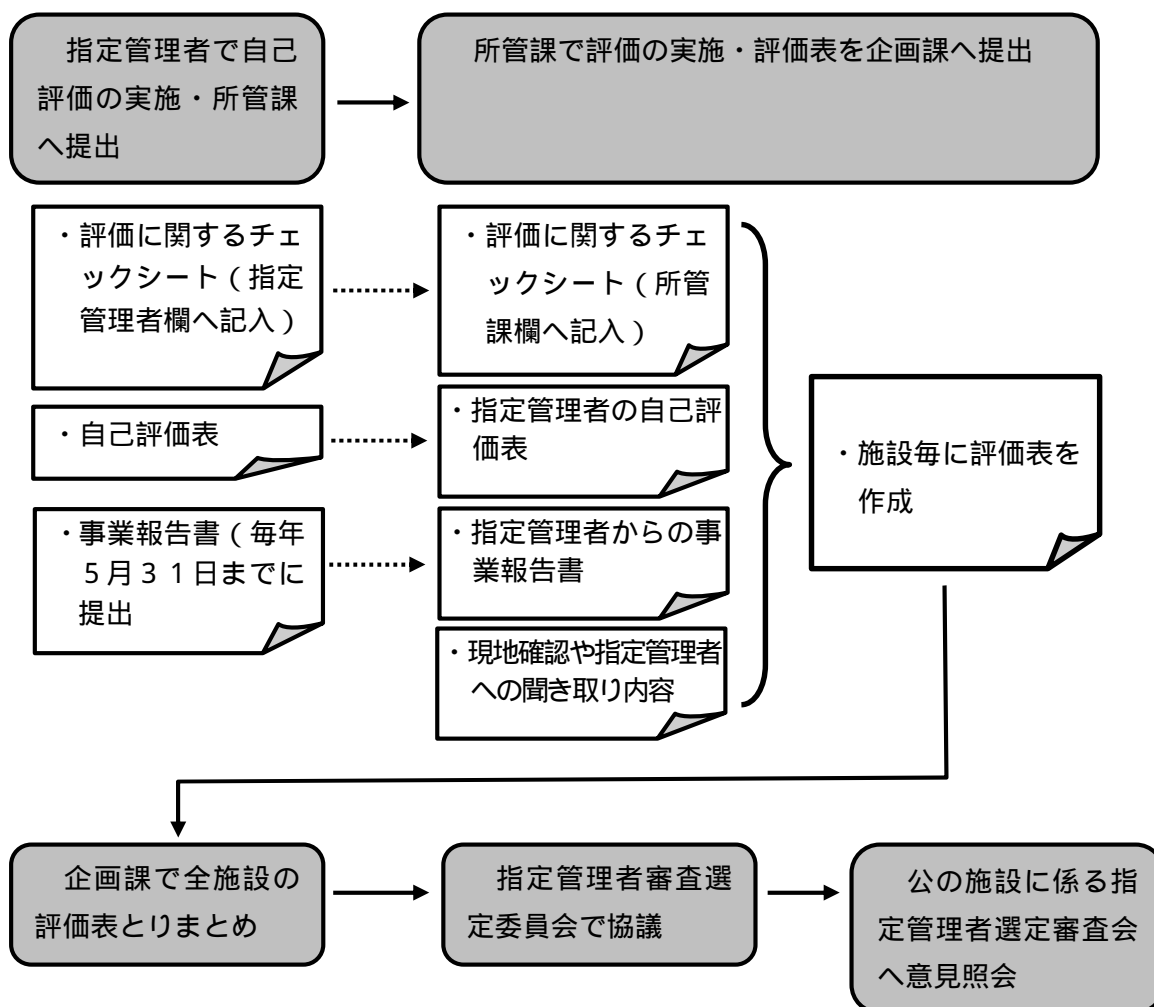 指定管理者で自己
評価の実施・所管課
へ提出
所管課で評価の実施・評価表を企画課へ提出
・評価に関するチェ
ックシート（指定
管理者欄へ記入）
・評価に関するチェ
ックシート（所管
課欄へ記入）
・自己評価表
・指定管理者の自己評
価表
・事業報告書（毎年
５月３１日までに
提出
・指定管理者からの事
業報告書
・現地確認や指定管理者
への聞き取り内容
・施設毎に評価表を
作成
企画課で全施設の
評価表とりまとめ
指定管理者審査選
定委員会で協議
公の施設に係る指
定管理者選定審査会
へ意見照会